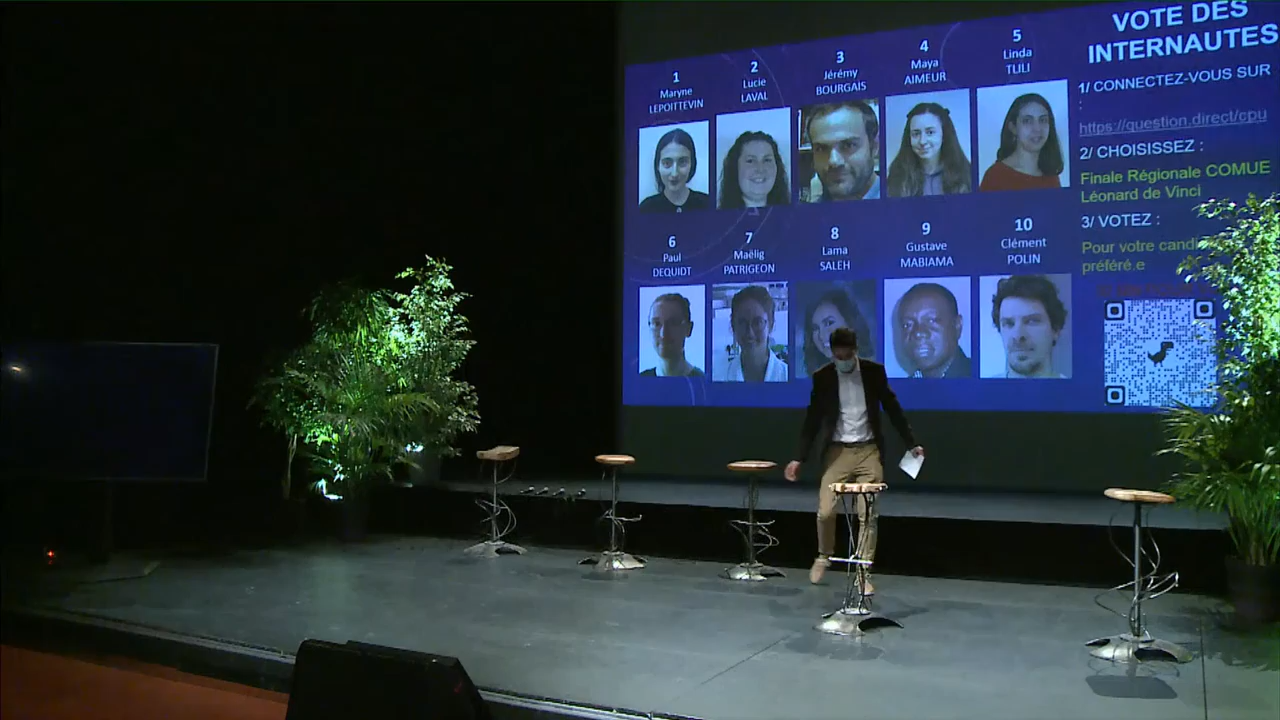 1
Maryne
LEPOITTEVIN
2
Lucie
LAVAL
3
Jérémy
BOURGAIS
4
Maya
AIMEUR
5
Linda
TLILI
6
Paul
DEQUIDT
7
Maëlig
PATRIGEON
8
Lama
SALEH
9
Gustave
MABIAMA
10
Clément
POLIN
VOTE DES
INTERNAUTES
1/ CONNECTEZ-VOUS SUR
:
https://question.direct/cpu
2/ CHOISISSEZ :
Finale Régionale COMUE
Léonard de Vinci
3/ VOTEZ :
Pour votre
préféré.e